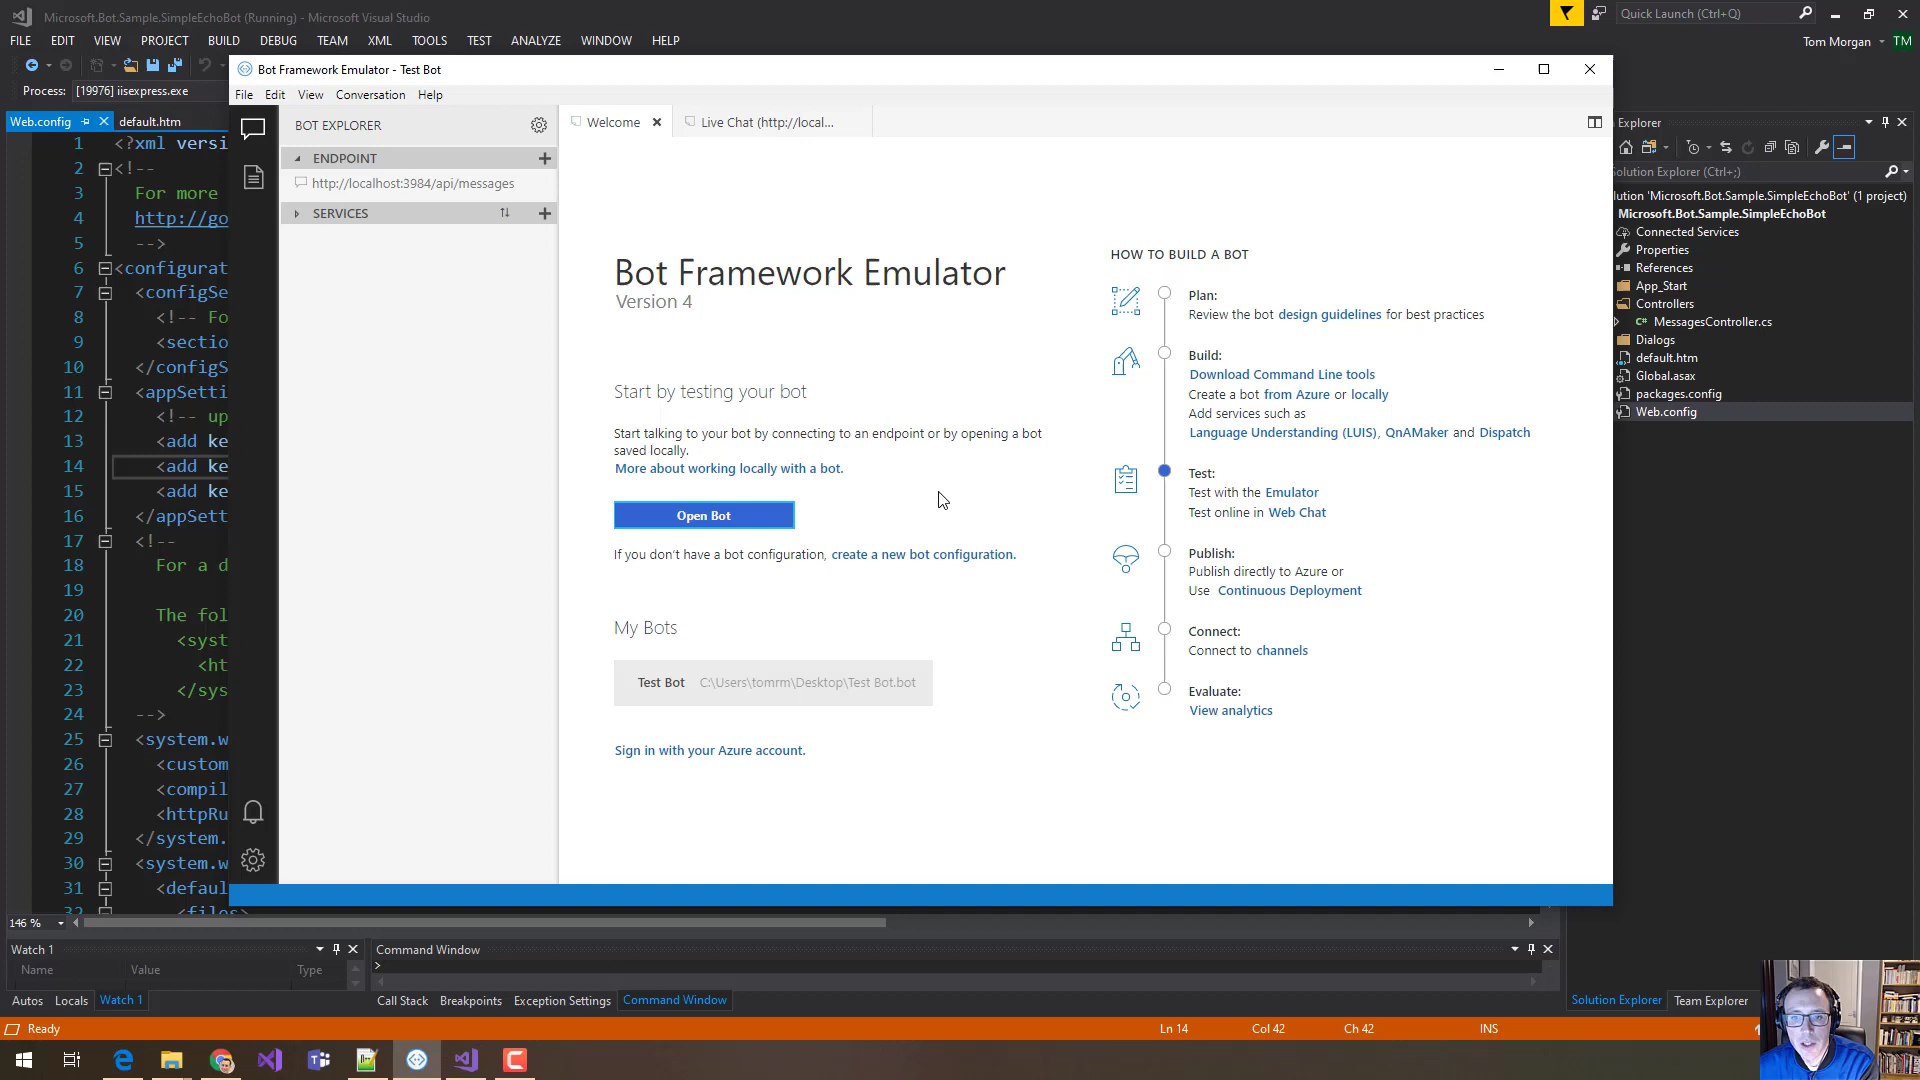 Microsoft.Bot.Sample.SimpleEchoBot (Running) - Microsoft Visual Studio
Quick Launch (Ctrl+Q)
FILE EDIT VIEW PROJECT BUILD DEBUG TEAM XML TOOLS TEST ANALYZE WINDOW HELP
Tom Morgan TM
Process: [19976] iisexpress.exe
Web.config default.htm
1 <?xml versi
2 <!--
3 For more
4 http://go
5 -->
6 <configurat
7 <configSe
8 <!-- Fo
9 <sectio
10 </configS
11 <appSetti
12 <!-- up
13 <add ke
14 <add ke
15 <add ke
16 </appSett
17 <!--
18 For a d
19
20 The fol
21 <syst
22 <ht
23 </sys
24 -->
25 <system.w
26 <custom
27 <compil
28 <httpRu
29 </system.
30 <system.w
31 <defaul
32 <files>
Bot Framework Emulator - Test Bot
File Edit View Conversation Help
BOT EXPLORER
ENDPOINT
http://localhost:3984/api/messages
SERVICES
Welcome
Live Chat (http://local...
Bot Framework Emulator
Version 4
Start by testing your bot
Start talking to your bot by connecting to an endpoint or by opening a bot
saved locally.
More about working locally with a bot.
Open Bot
If you don't have a bot configuration, create a new bot configuration.
My Bots
Test Bot C:\Users\tomrm\Desktop\Test Bot.bot
Sign in with your Azure account.
HOW TO BUILD A BOT
Plan:
Review the bot design guidelines for best practices
Build:
Download Command Line tools
Create a bot from Azure or locally
Add services such as
Language Understanding (LUIS), QnAMaker and Dispatch
Test:
Test with the Emulator
Test online in Web Chat
Publish:
Publish directly to Azure or
Use Continuous Deployment
Connect:
Connect to channels
Evaluate:
View analytics
Explorer
olution Explorer (Ctrl+;)
lution 'Microsoft.Bot.Sample.SimpleEchoBot' (1 project)
Microsoft.Bot.Sample.SimpleEchoBot
Connected Services
Properties
References
App_Start
Controllers
C# MessagesController.cs
Dialogs
default.htm
Global.asax
packages.config
Web.config
146 %
Watch 1
Name Value Type
Autos Locals Watch 1
Command Window
>
Call Stack Breakpoints Exception Settings Command Window
Solution Explorer Team Explorer
Ready
Ln 14 Col 42 Ch 42 INS